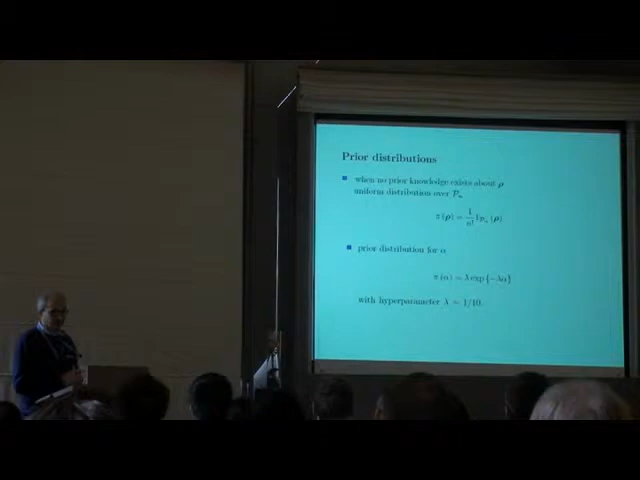 Prior distributions
when no prior knowledge exists about ρ
uniform distribution over 𝒫ₙ
π(ρ) = 1/n! 1_𝒫ₙ(ρ)
prior distribution for α
π(α) = λ exp{−λα}
with hyperparameter λ = 1/10.